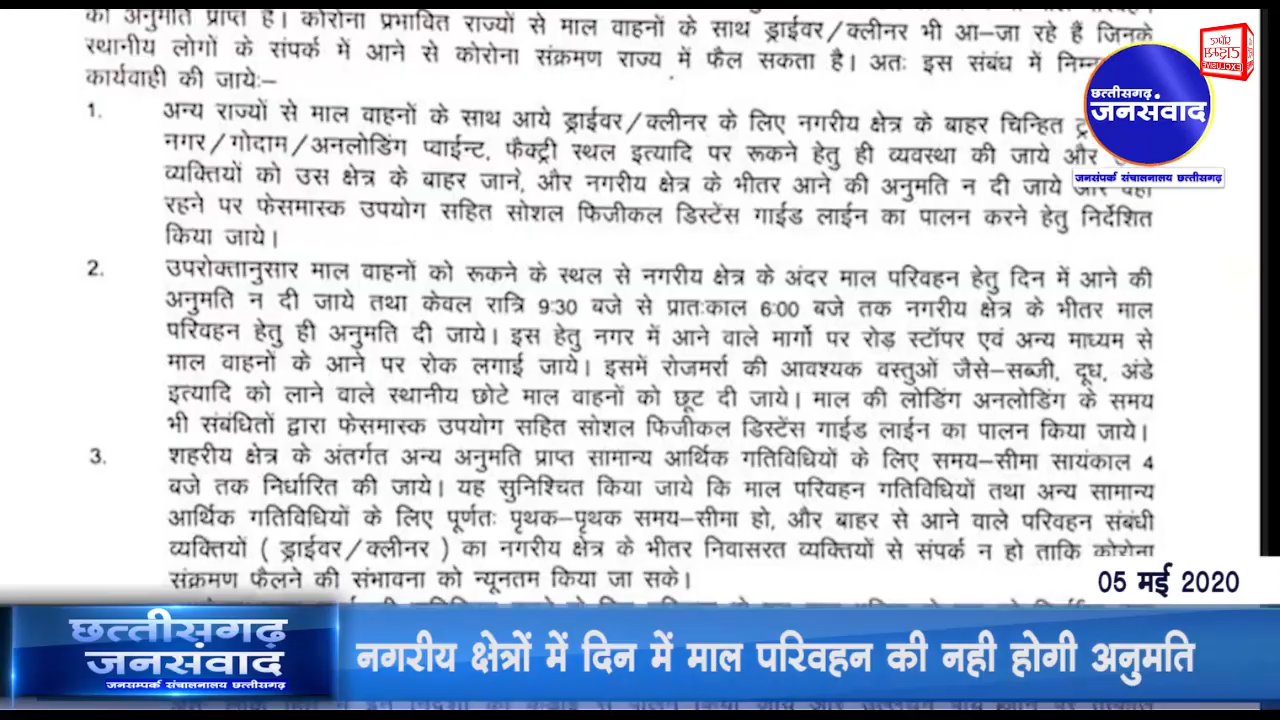 की अनुमति प्राप्त है। कोरोना प्रभावित राज्यों से माल वाहनों के साथ ड्राईवर/क्लीनर भी आ–जा रहे हैं जिनके
स्थानीय लोगों के संपर्क में आने से कोरोना संक्रमण राज्य में फैल सकता है। अतः इस संबंध में
कार्यवाही की जाये:–
1. अन्य राज्यों से माल वाहनों के साथ आये ड्राईवर/क्लीनर के लिए नगरीय क्षेत्र के बाहर चिन्हित
नगर/गोदाम/अनलोडिंग प्वाईन्ट, फैक्ट्री स्थल इत्यादि पर रूकने हेतु ही व्यवस्था की जाये और
व्यक्तियों को उस क्षेत्र के बाहर जाने, और नगरीय क्षेत्र के भीतर आने की अनुमति न दी जाये और वहां
रहने पर फेसमास्क उपयोग सहित सोशल फिजीकल डिस्टेंस गाईड लाईन का पालन करने हेतु निर्देशित
किया जाये।
2. उपरोक्तानुसार माल वाहनों को रूकने के स्थल से नगरीय क्षेत्र के अंदर माल परिवहन हेतु दिन में आने की
अनुमति न दी जाये तथा केवल रात्रि 9:30 बजे से प्रातःकाल 6:00 बजे तक नगरीय क्षेत्र के भीतर माल
परिवहन हेतु ही अनुमति दी जाये। इस हेतु नगर में आने वाले मार्गो पर रोड़ स्टॉपर एवं अन्य माध्यम से
माल वाहनों के आने पर रोक लगाई जाये। इसमें रोजमर्रा की आवश्यक वस्तुओं जैसे–सब्जी, दूध, अंडे
इत्यादि को लाने वाले स्थानीय छोटे माल वाहनों को छूट दी जाये। माल की लोडिंग अनलोडिंग के समय
भी संबंधितों द्वारा फेसमास्क उपयोग सहित सोशल फिजीकल डिस्टेंस गाईड लाईन का पालन किया जाये।
3. शहरीय क्षेत्र के अंतर्गत अन्य अनुमति प्राप्त सामान्य आर्थिक गतिविधियों के लिए समय–सीमा सायंकाल 4
बजे तक निर्धारित की जाये। यह सुनिश्चित किया जाये कि माल परिवहन गतिविधियों तथा अन्य सामान्य
आर्थिक गतिविधियों के लिए पूर्णतः पृथक–पृथक समय–सीमा हो, और बाहर से आने वाले परिवहन संबंधी
व्यक्तियों ( ड्राईवर/क्लीनर ) का नगरीय क्षेत्र के भीतर निवासरत व्यक्तियों से संपर्क न हो ताकि कोरोना
संक्रमण फैलने की संभावना को न्यूनतम किया जा सके।
छत्तीसगढ़
जनसंवाद
जनसंपर्क संचालनालय छत्तीसगढ़
05 मई 2020
छत्तीसगढ़
जनसंवाद
जनसम्पर्क संचालनालय छत्तीसगढ़
नगरीय क्षेत्रों में दिन में माल परिवहन की नही होगी अनुमति